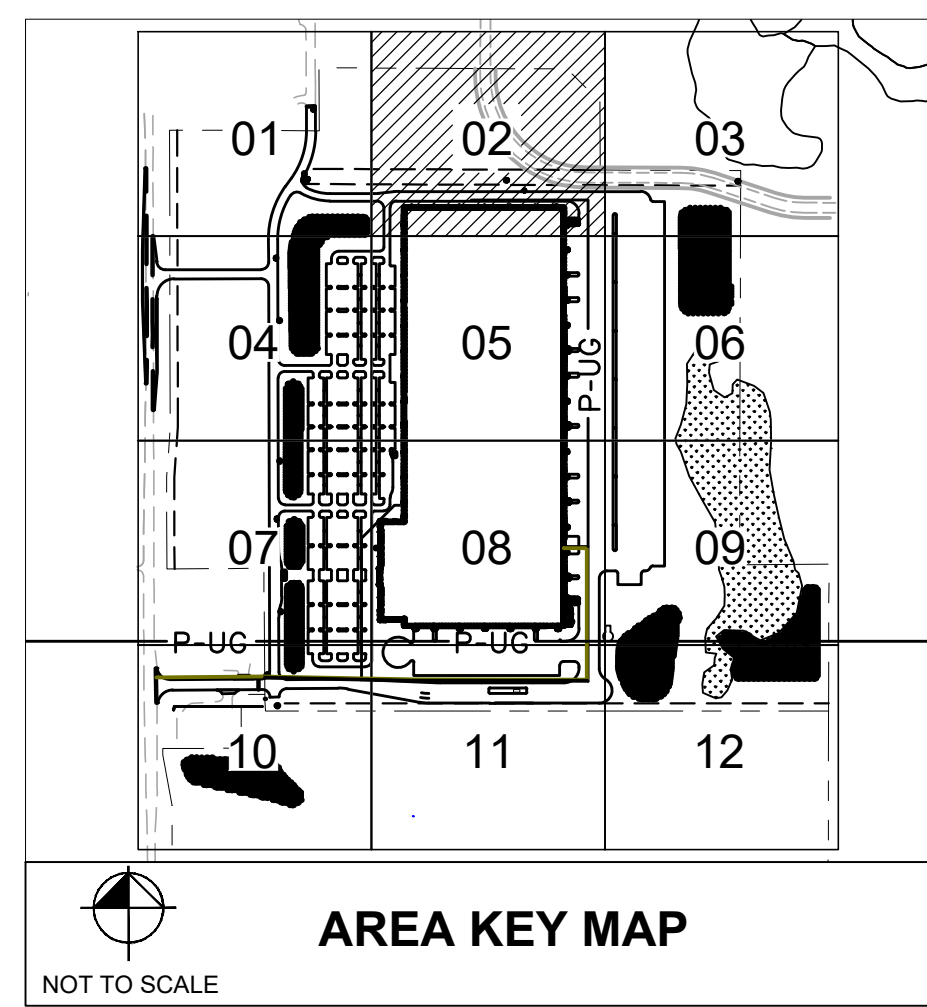 01 02 03
04 05 06
P-UG
07 08 09
P-UG P-UG
10 11 12
AREA KEY MAP
NOT TO SCALE